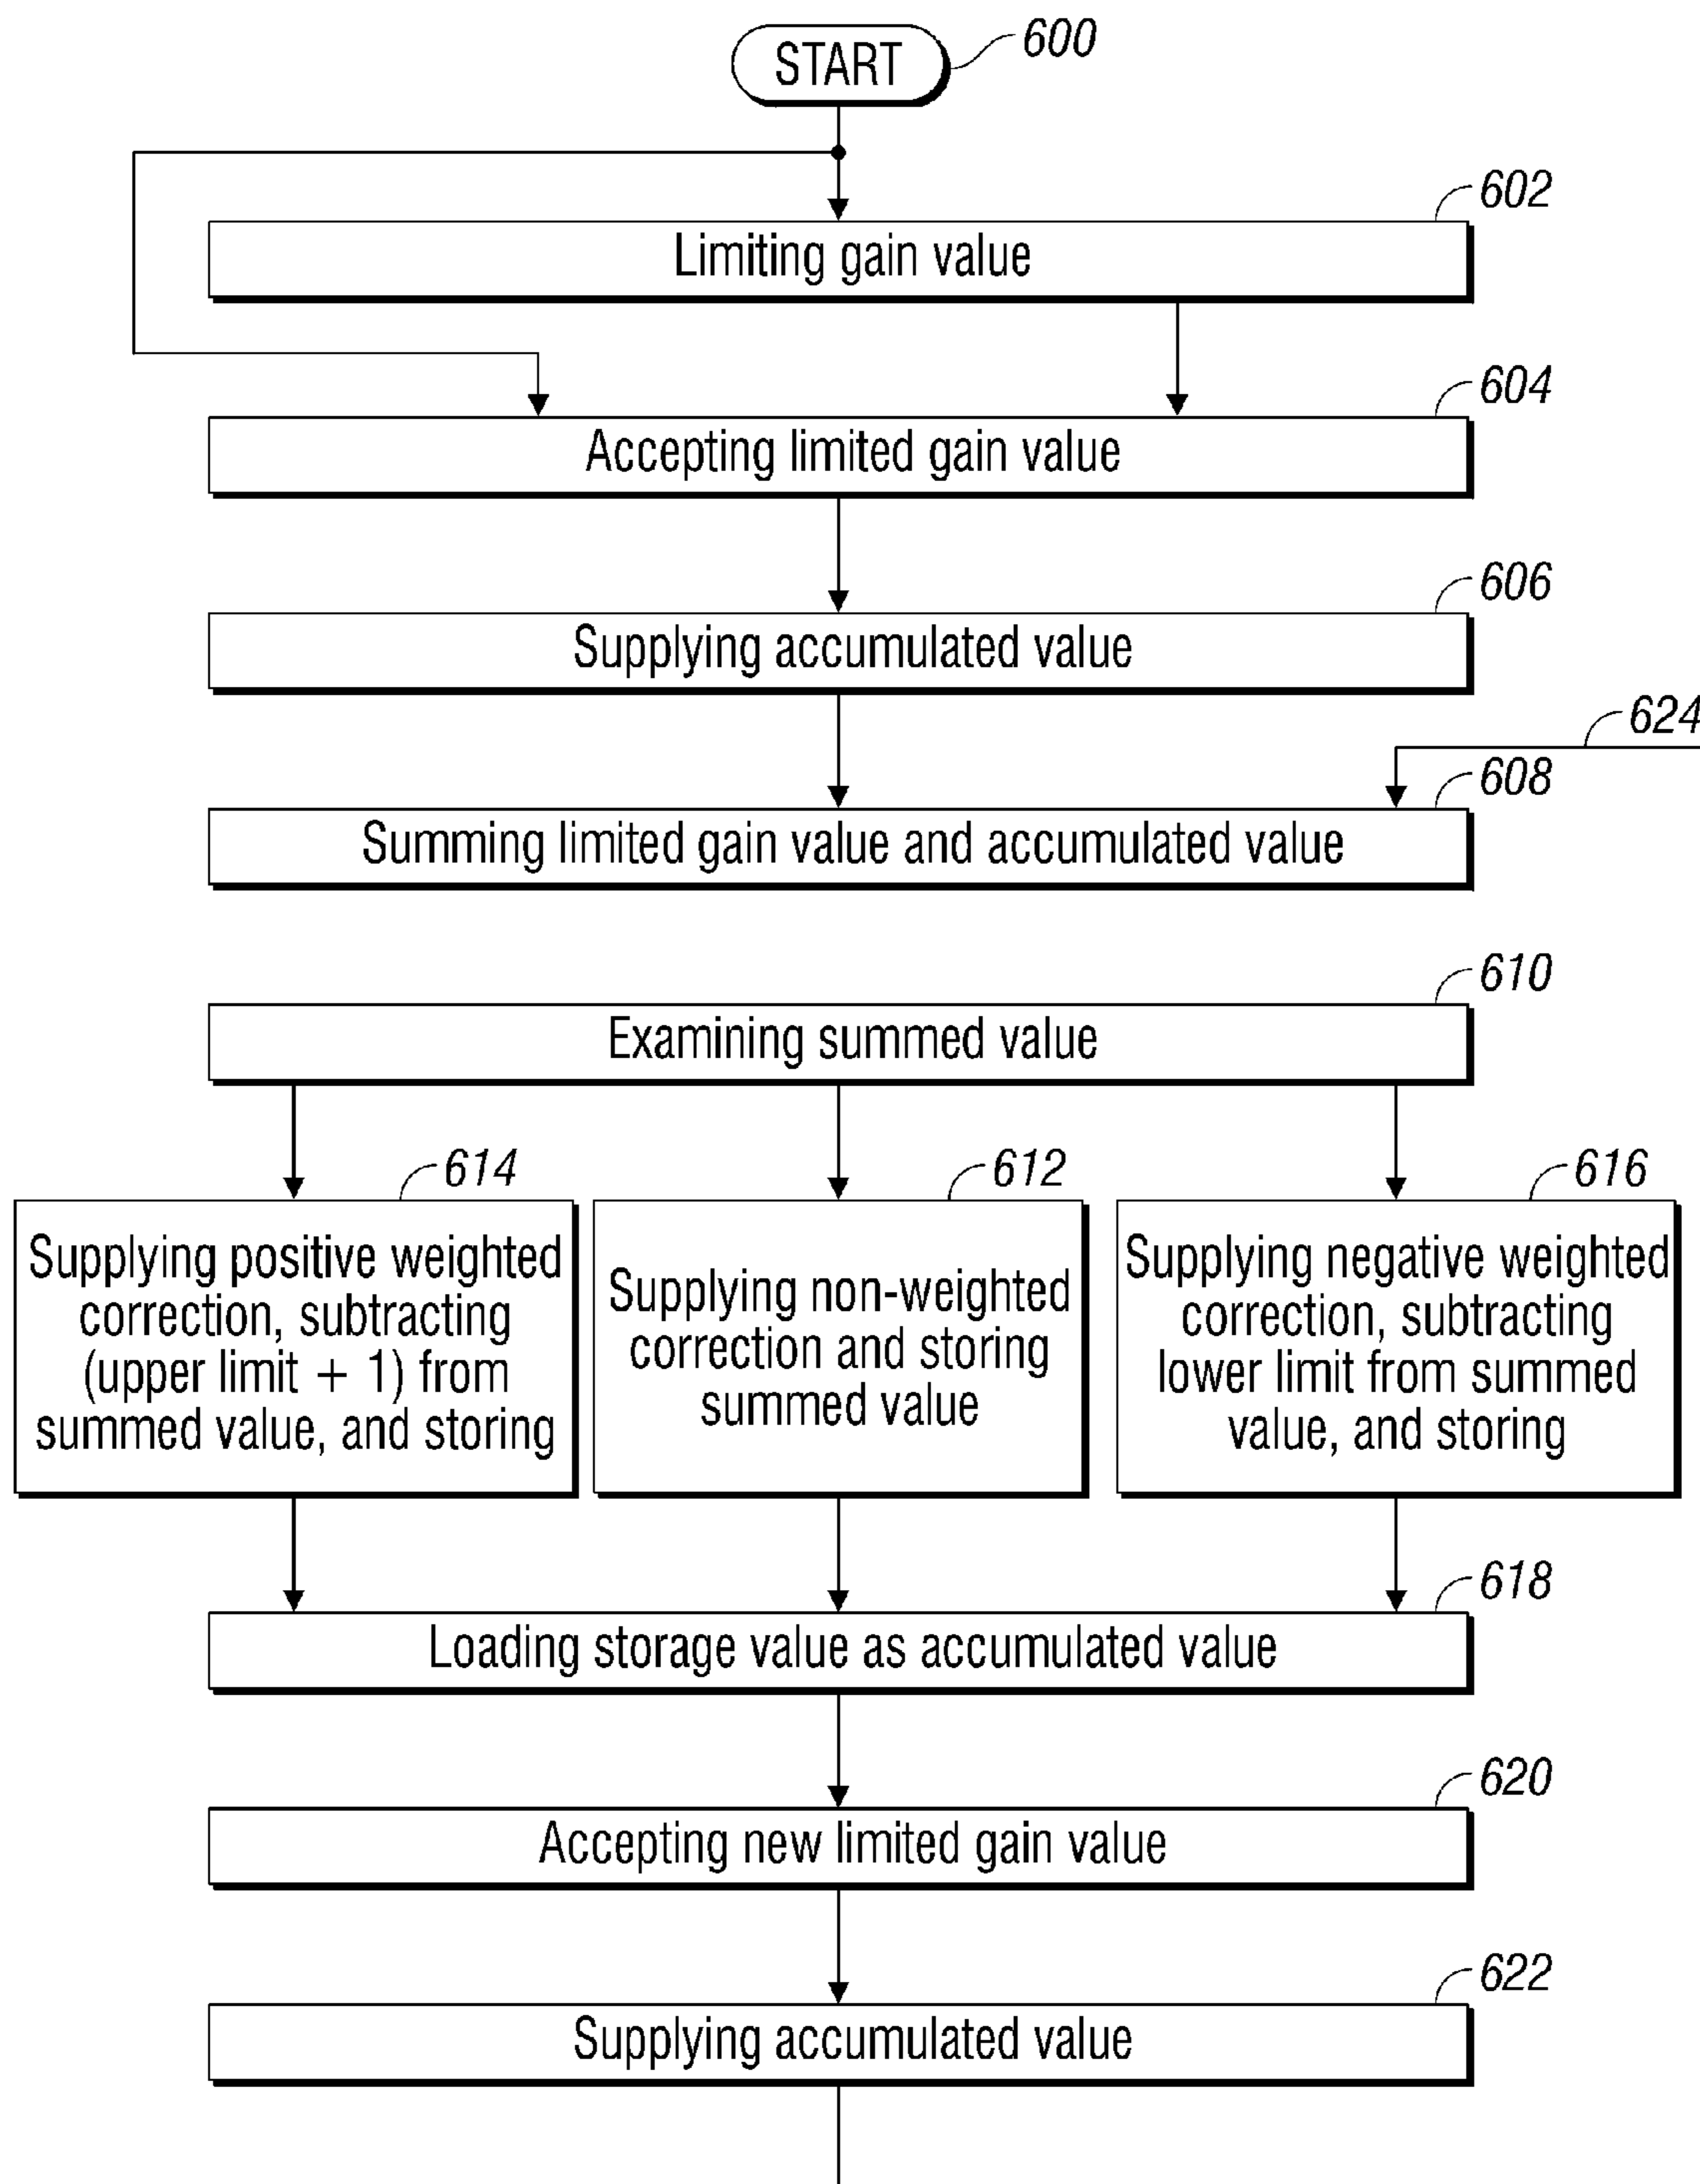 START
600
602
Limiting gain value
604
Accepting limited gain value
606
Supplying accumulated value
624
608
Summing limited gain value and accumulated value
610
Examining summed value
614
Supplying positive weighted
correction, subtracting
(upper limit + 1) from
summed value, and storing
612
Supplying non-weighted
correction and storing
summed value
616
Supplying negative weighted
correction, subtracting
lower limit from summed
value, and storing
618
Loading storage value as accumulated value
620
Accepting new limited gain value
622
Supplying accumulated value